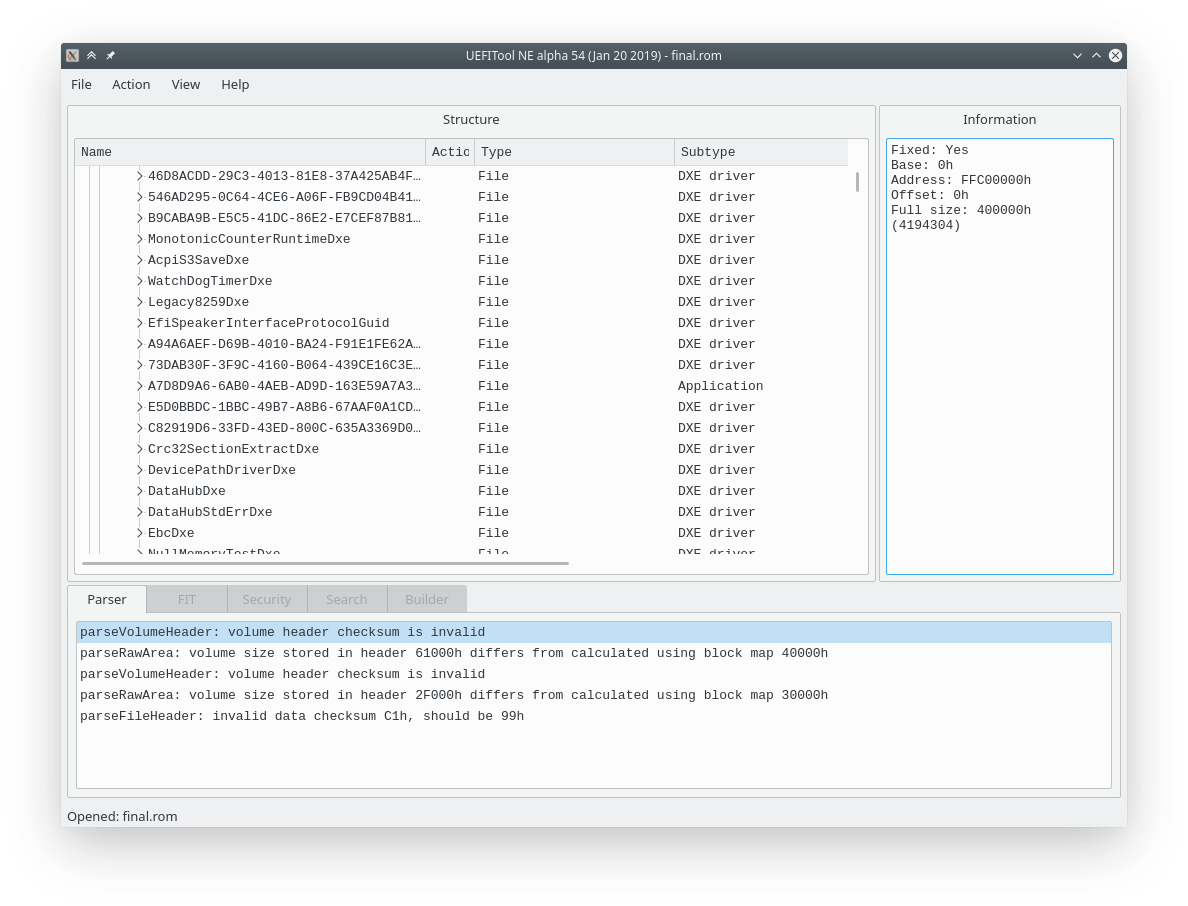 UEFITool NE alpha 54 (Jan 20 2019) - final.rom
File Action View Help
Structure
Name Actic Type Subtype
46D8ACDD-29C3-4013-81E8-37A425AB4F… File DXE driver
546AD295-0C64-4CE6-A06F-FB9CD04B41… File DXE driver
B9CABA9B-E5C5-41DC-86E2-E7CEF87B81… File DXE driver
MonotonicCounterRuntimeDxe File DXE driver
AcpiS3SaveDxe File DXE driver
WatchDogTimerDxe File DXE driver
Legacy8259Dxe File DXE driver
EfiSpeakerInterfaceProtocolGuid File DXE driver
A94A6AEF-D69B-4010-BA24-F91E1FE62A… File DXE driver
73DAB30F-3F9C-4160-B064-439CE16C3E… File DXE driver
A7D8D9A6-6AB0-4AEB-AD9D-163E59A7A3… File Application
E5D0BBDC-1BBC-49B7-A8B6-67AAF0A1CD… File DXE driver
C82919D6-33FD-43ED-800C-635A3369D0… File DXE driver
Crc32SectionExtractDxe File DXE driver
DevicePathDriverDxe File DXE driver
DataHubDxe File DXE driver
DataHubStdErrDxe File DXE driver
EbcDxe File DXE driver
NullMemoryTestDxe File DXE driver
Information
Fixed: Yes
Base: 0h
Address: FFC00000h
Offset: 0h
Full size: 400000h
(4194304)
Parser FIT Security Search Builder
parseVolumeHeader: volume header checksum is invalid
parseRawArea: volume size stored in header 61000h differs from calculated using block map 40000h
parseVolumeHeader: volume header checksum is invalid
parseRawArea: volume size stored in header 2F000h differs from calculated using block map 30000h
parseFileHeader: invalid data checksum C1h, should be 99h
Opened: final.rom